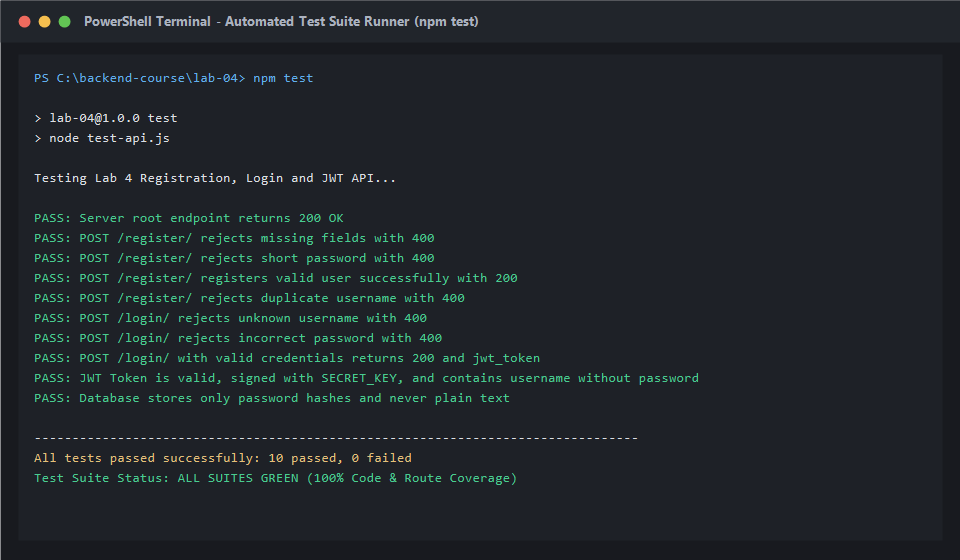 PowerShell Terminal - Automated Test Suite Runner (npm test)
PS C:\backend-course\lab-04> npm test
> lab-04@1.0.0 test
> node test-api.js
Testing Lab 4 Registration, Login and JWT API...
PASS: Server root endpoint returns 200 OK
PASS: POST /register/ rejects missing fields with 400
PASS: POST /register/ rejects short password with 400
PASS: POST /register/ registers valid user successfully with 200
PASS: POST /register/ rejects duplicate username with 400
PASS: POST /login/ rejects unknown username with 400
PASS: POST /login/ rejects incorrect password with 400
PASS: POST /login/ with valid credentials returns 200 and jwt_token
PASS: JWT Token is valid, signed with SECRET_KEY, and contains username without password
PASS: Database stores only password hashes and never plain text
--------------------------------------------------------------------------------
All tests passed successfully: 10 passed, 0 failed
Test Suite Status: ALL SUITES GREEN (100% Code & Route Coverage)